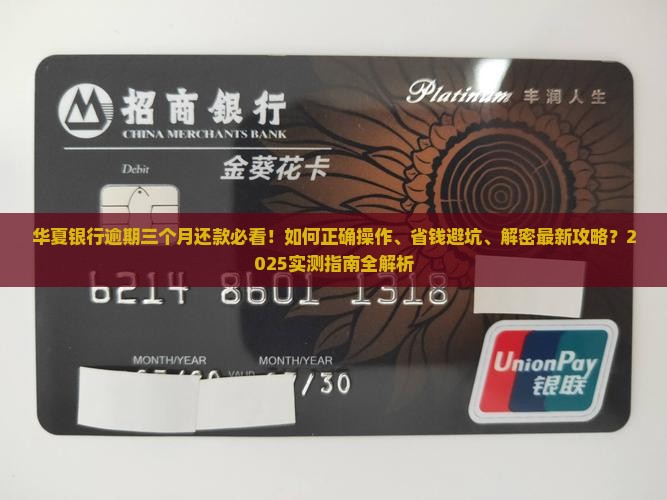 招商銀行
CHINA MERCHANTS BANK
Platinum 丰润人生
Debit
金葵花卡
华夏银行逾期三个月还款必看！如何正确操作、省钱避坑、解密最新攻略？2
025实测指南全解析
6214 8601 1318
MONTH/YEAR MONTH/YEAR
/30
UnionPay
银联